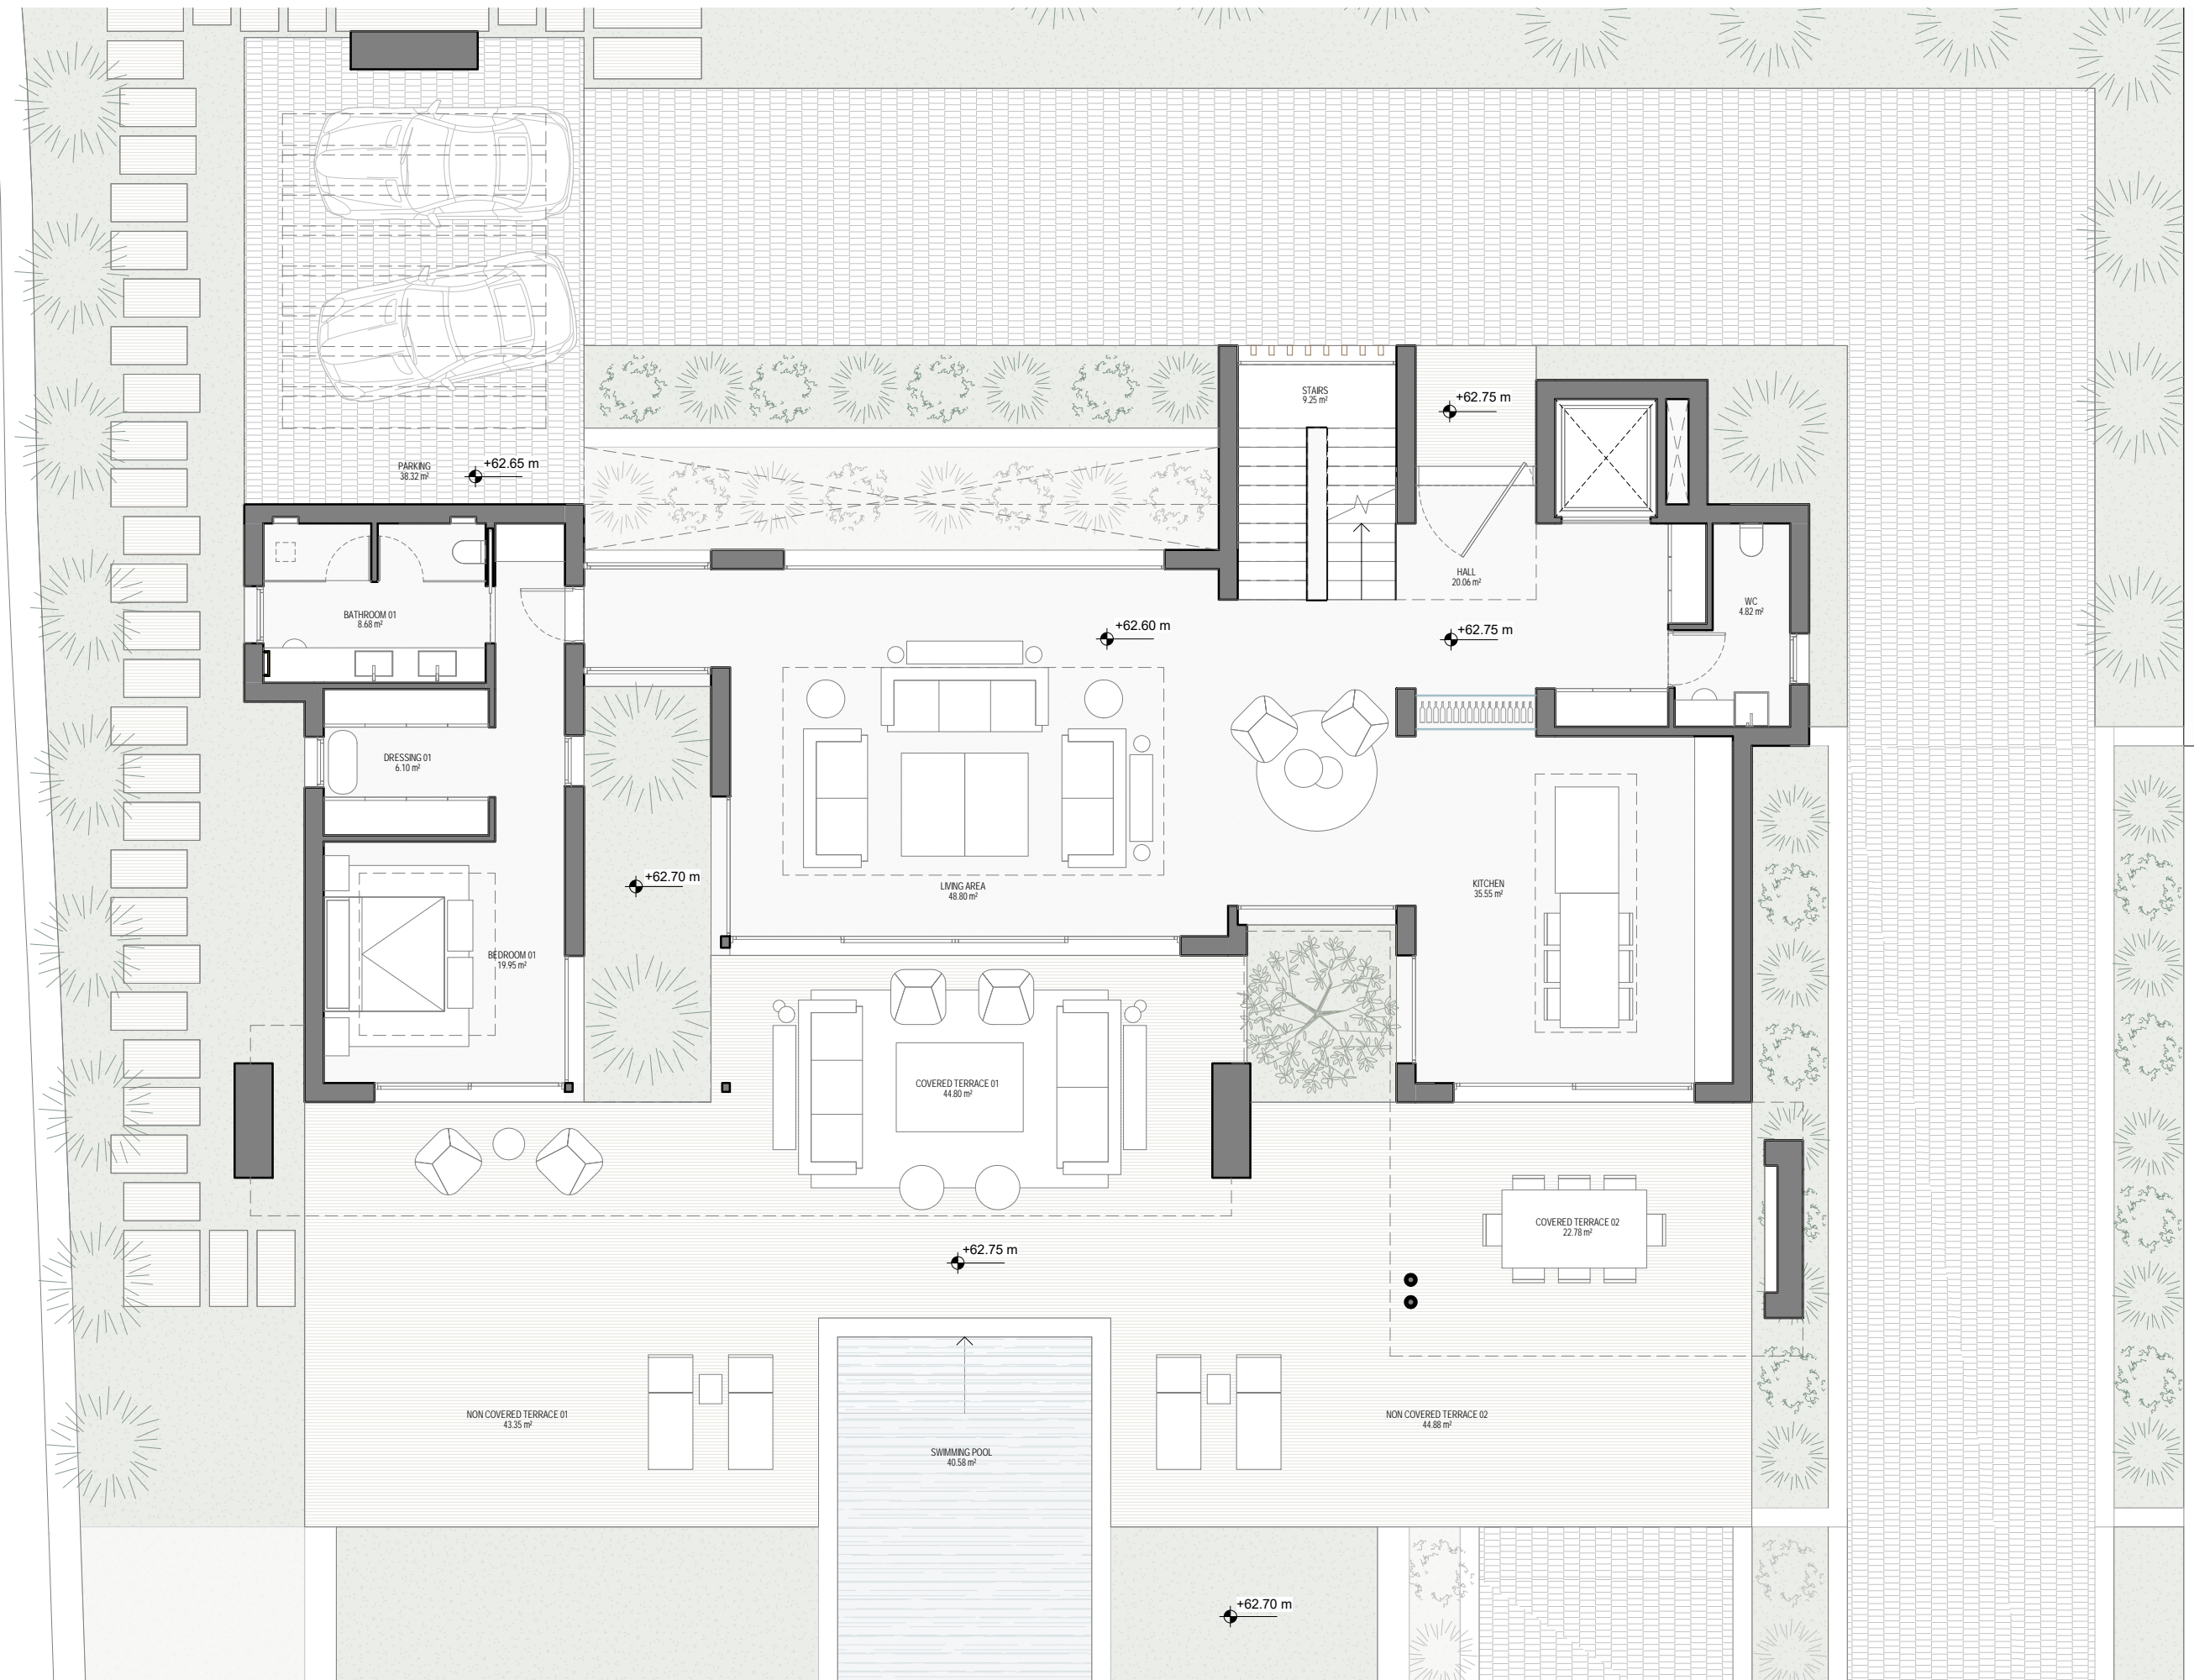 STAIRS
9.25 m²
+62.75 m
PARKING
38.32 m²
+62.65 m
HALL
20.06 m²
WC
4.82 m²
BATHROOM 01
8.68 m²
+62.60 m
+62.75 m
DRESSING 01
6.10 m²
+62.70 m
LIVING AREA
48.80 m²
KITCHEN
35.55 m²
BEDROOM 01
19.95 m²
COVERED TERRACE 01
44.80 m²
COVERED TERRACE 02
22.78 m²
+62.75 m
NON COVERED TERRACE 01
43.35 m²
NON COVERED TERRACE 02
44.88 m²
SWIMMING POOL
40.58 m²
+62.70 m